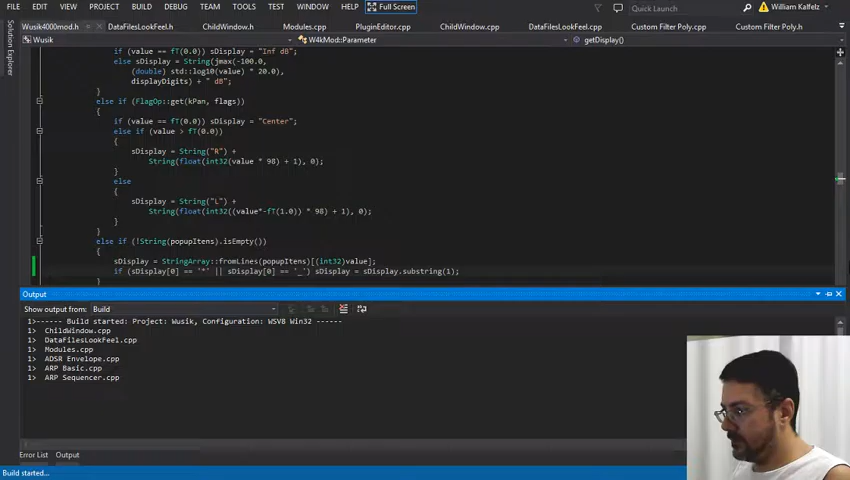 FILE EDIT VIEW PROJECT BUILD DEBUG TEAM TOOLS TEST WINDOW HELP Full Screen Quick Launch William Kalfelz
Wusik4000mod.h DataFilesLookFeel.h ChildWindow.h Modules.cpp PluginEditor.cpp ChildWindow.cpp DataFilesLookFeel.cpp Custom Filter Poly.cpp Custom Filter Poly.h
Wusik W4kMod::Parameter getDisplay()
Solution Explorer
if (value == fT(0.0)) sDisplay = "Inf dB";
else sDisplay = String(jmax(-100.0,
(double) std::log10(value) * 20.0),
displayDigits) + " dB";
}
else if (FlagOp::get(kPan, flags))
{
if (value == fT(0.0)) sDisplay = "Center";
else if (value > fT(0.0))
{
sDisplay = String("R") +
String(float(int32(value * 98) + 1), 0);
}
else
{
sDisplay = String("L") +
String(float(int32((value*-fT(1.0)) * 98) + 1), 0);
}
}
else if (!String(popupItens).isEmpty())
{
sDisplay = StringArray::fromLines(popupItens)[(int32)value];
if (sDisplay[0] == '*' || sDisplay[0] == '_') sDisplay = sDisplay.substring(1);
}
Output
Show output from: Build
1>------ Build started: Project: Wusik, Configuration: WSV8 Win32 ------
1> ChildWindow.cpp
1> DataFilesLookFeel.cpp
1> Modules.cpp
1> ADSR Envelope.cpp
1> ARP Basic.cpp
1> ARP Sequencer.cpp
Error List Output
Build started...